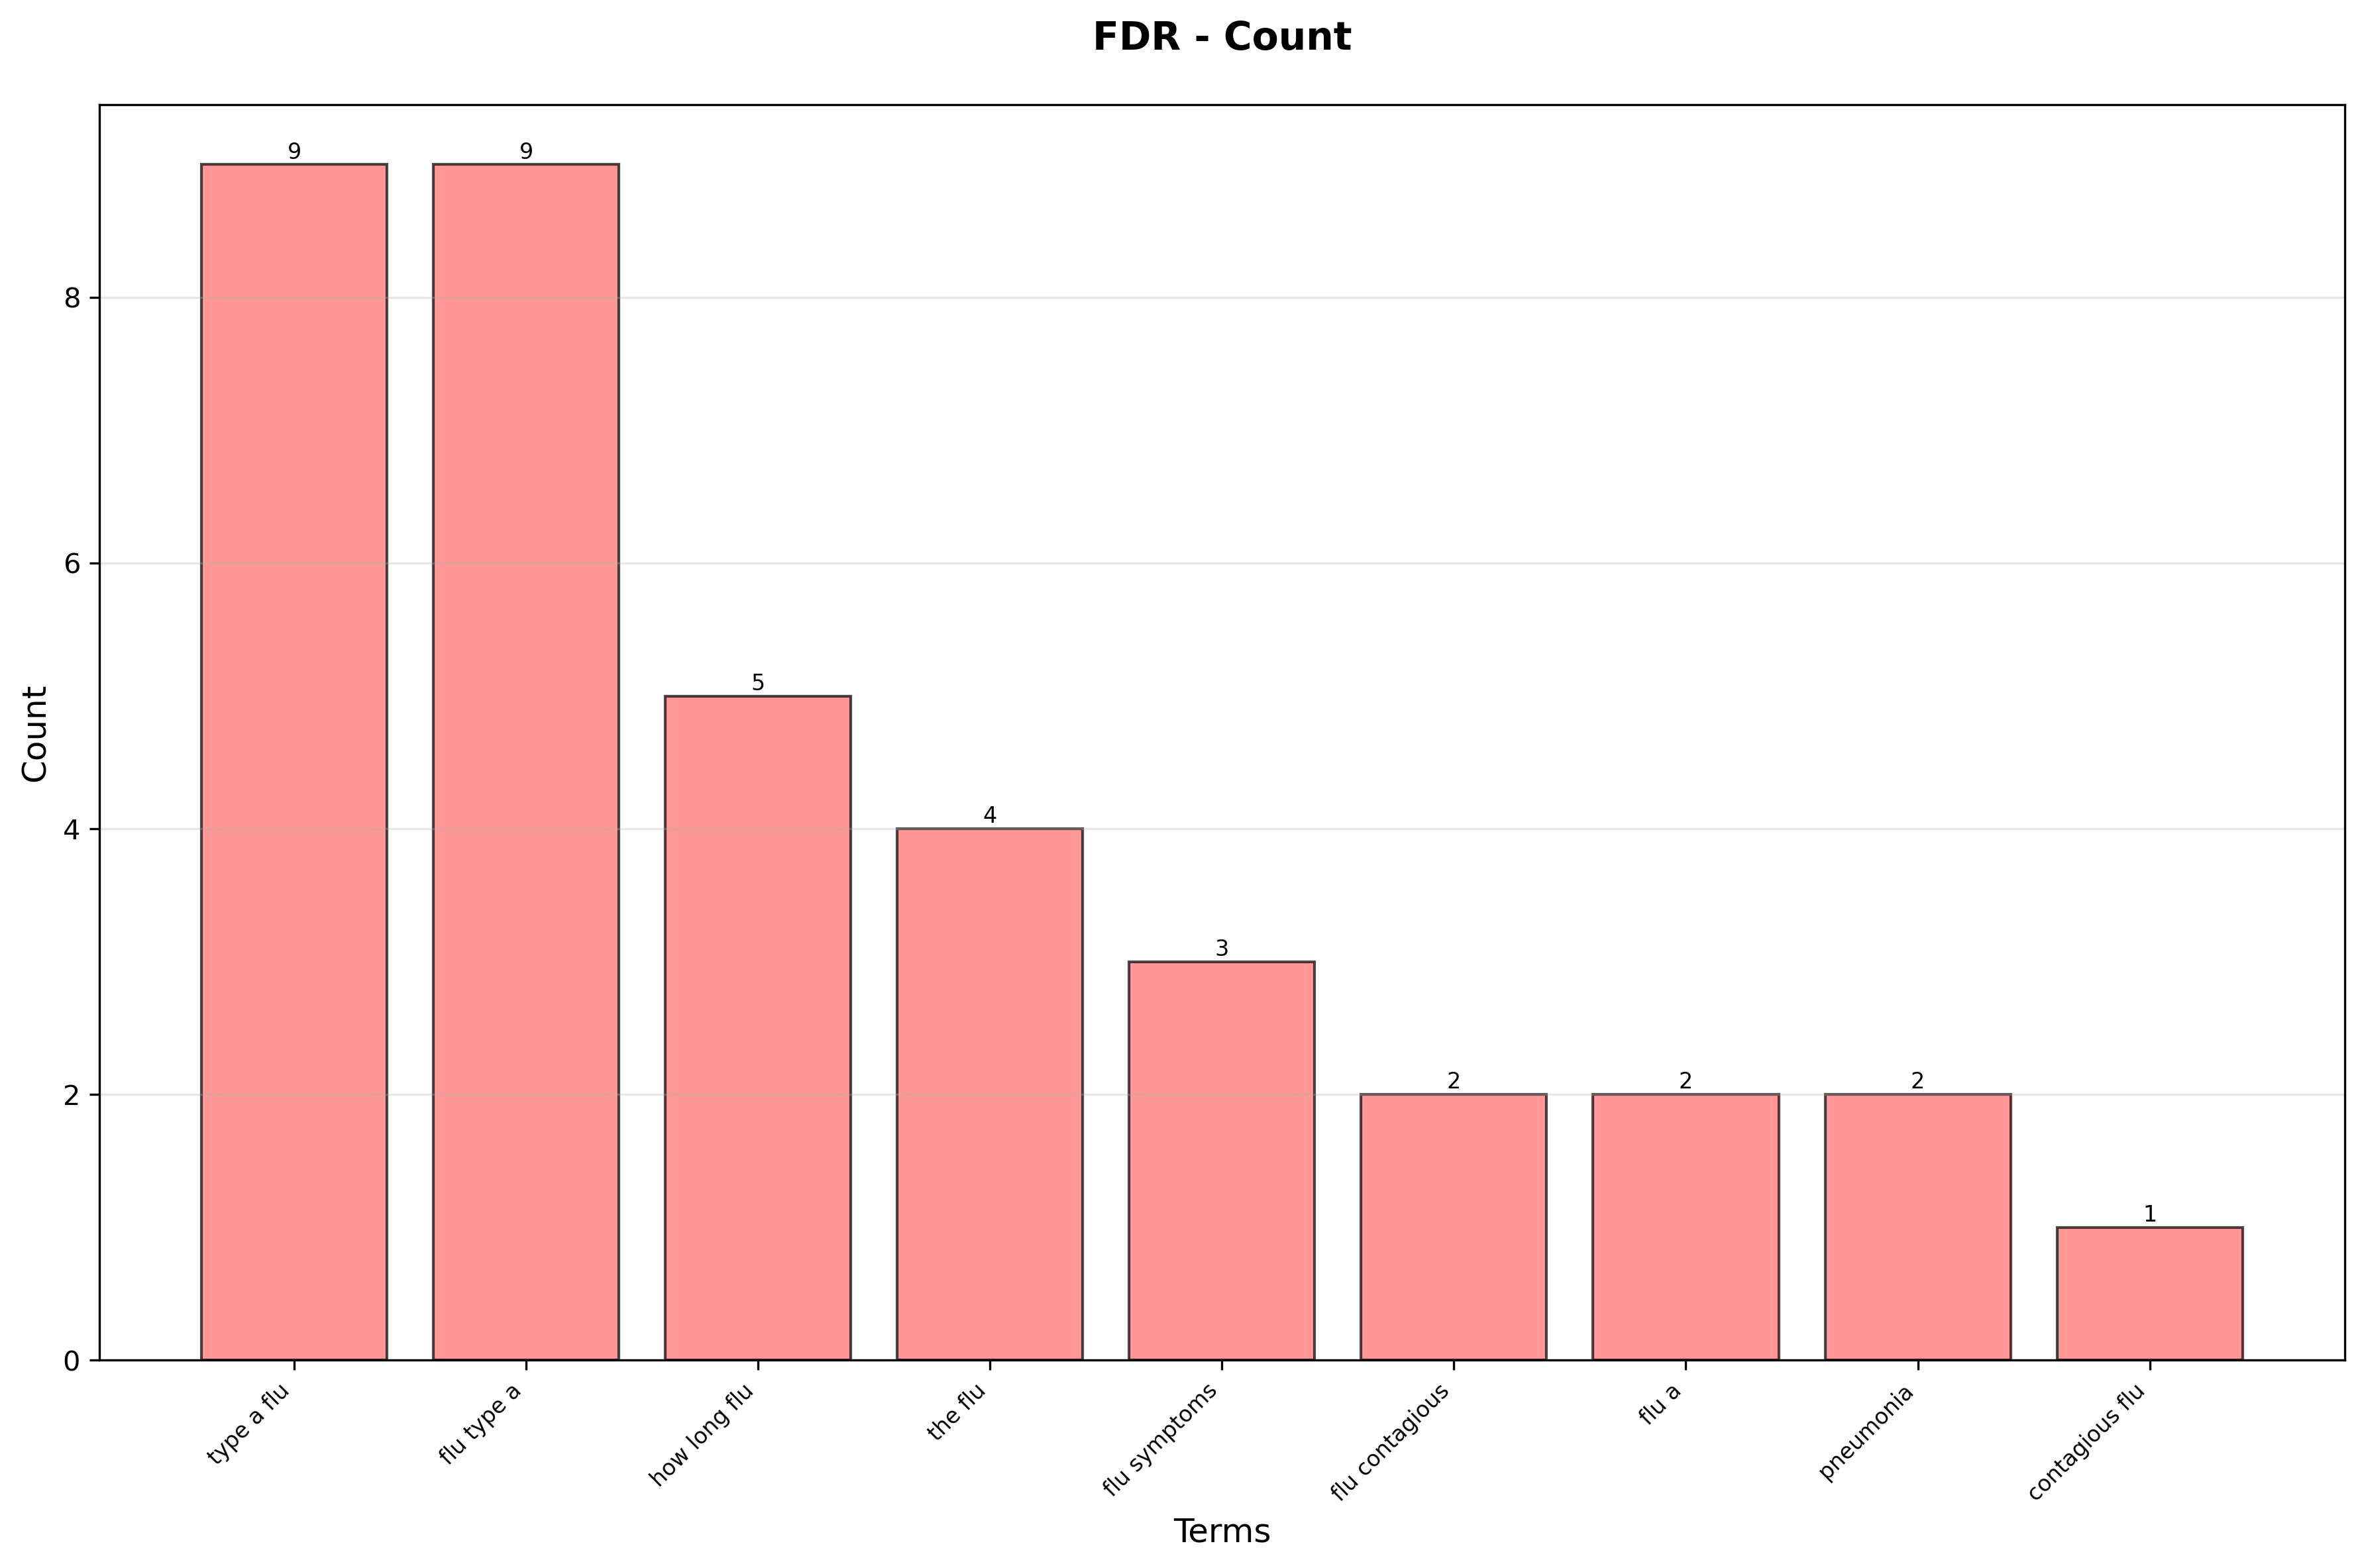 FDR - Count
9
9
5
4
3
2
2
2
1
8
6
4
2
0
Count
type a flu
flu type a
how long flu
the flu
flu symptoms
flu contagious
flu a
pneumonia
contagious flu
Terms